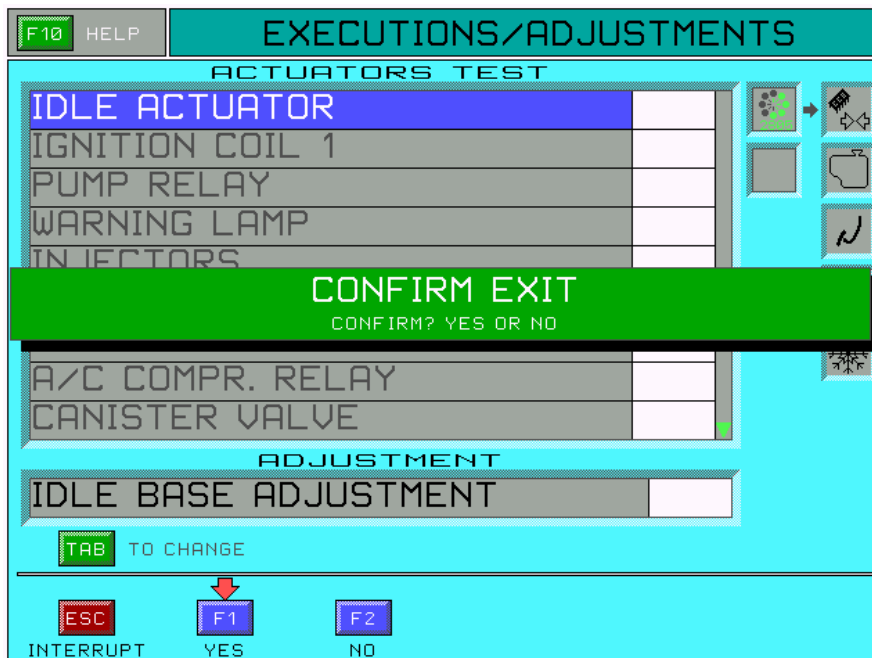 F10 HELP
EXECUTIONS/ADJUSTMENTS
ACTUATORS TEST
IDLE ACTUATOR
IGNITION COIL 1
PUMP RELAY
WARNING LAMP
INJECTORS
CONFIRM EXIT
CONFIRM? YES OR NO
A/C COMPR. RELAY
CANISTER VALVE
ADJUSTMENT
IDLE BASE ADJUSTMENT
TAB TO CHANGE
ESC F1 F2
INTERRUPT YES NO